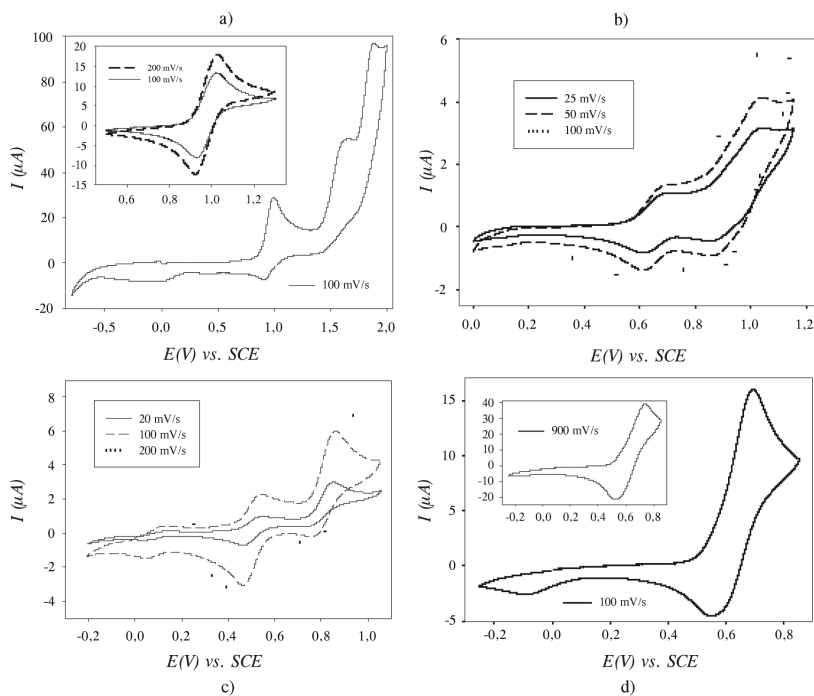 a)
100
80
60
40
20
0
-20
I (µA)
20
15
10
5
0
-5
-10
-15
200 mV/s
100 mV/s
0,6 0,8 1,0 1,2
100 mV/s
-0,5 0,0 0,5 1,0 1,5 2,0
E(V) vs. SCE
b)
6
4
2
0
-2
I (µA)
25 mV/s
50 mV/s
100 mV/s
0,0 0,2 0,4 0,6 0,8 1,0 1,2
E(V) vs. SCE
8
6
4
2
0
-2
-4
I (µA)
20 mV/s
100 mV/s
200 mV/s
-0,2 0,0 0,2 0,4 0,6 0,8 1,0
E(V) vs. SCE
c)
15
10
5
0
-5
I (µA)
40
30
20
10
0
-10
-20
900 mV/s
-0.2 0.0 0.2 0.4 0.6 0.8
100 mV/s
-0.2 0.0 0.2 0.4 0.6 0.8
E(V) vs. SCE
d)